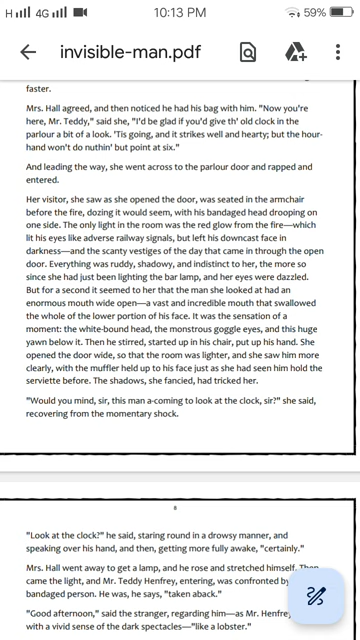 H 4G 10:13 PM 59%
invisible-man.pdf
faster.
Mrs. Hall agreed, and then noticed he had his bag with him. "Now you're
here, Mr. Teddy," said she, "I'd be glad if you'd give th' old clock in the
parlour a bit of a look. 'Tis going, and it strikes well and hearty; but the hour-
hand won't do nuthin' but point at six."
And leading the way, she went across to the parlour door and rapped and
entered.
Her visitor, she saw as she opened the door, was seated in the armchair
before the fire, dozing it would seem, with his bandaged head drooping on
one side. The only light in the room was the red glow from the fire—which
lit his eyes like adverse railway signals, but left his downcast face in
darkness—and the scanty vestiges of the day that came in through the open
door. Everything was ruddy, shadowy, and indistinct to her, the more so
since she had just been lighting the bar lamp, and her eyes were dazzled.
But for a second it seemed to her that the man she looked at had an
enormous mouth wide open—a vast and incredible mouth that swallowed
the whole of the lower portion of his face. It was the sensation of a
moment: the white-bound head, the monstrous goggle eyes, and this huge
yawn below it. Then he stirred, started up in his chair, put up his hand. She
opened the door wide, so that the room was lighter, and she saw him more
clearly, with the muffler held up to his face just as she had seen him hold the
serviette before. The shadows, she fancied, had tricked her.
"Would you mind, sir, this man a-coming to look at the clock, sir?" she said,
recovering from the momentary shock.
8
"Look at the clock?" he said, staring round in a drowsy manner, and
speaking over his hand, and then, getting more fully awake, "certainly."
Mrs. Hall went away to get a lamp, and he rose and stretched himself. Then
came the light, and Mr. Teddy Henfrey, entering, was confronted by
bandaged person. He was, he says, "taken aback."
"Good afternoon," said the stranger, regarding him—as Mr. Henfrey
with a vivid sense of the dark spectacles—"like a lobster."